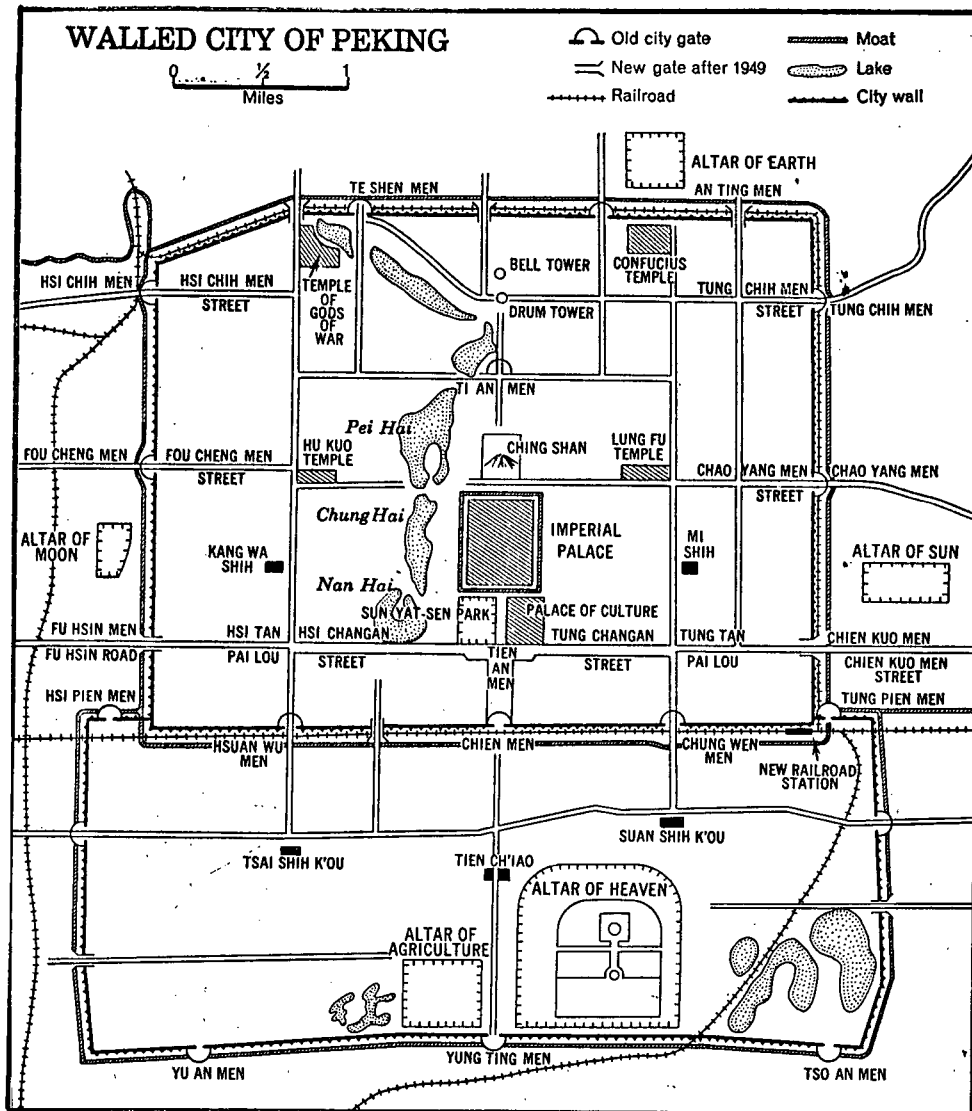 WALLED CITY OF PEKING
0 ½ 1
Miles
Old city gate
New gate after 1949
Railroad
Moat
Lake
City wall
ALTAR OF EARTH
TE SHEN MEN
AN TING MEN
BELL TOWER
CONFUCIUS
TEMPLE
HSI CHIH MEN
HSI CHIH MEN
STREET
TEMPLE
OF
GODS
OF
WAR
DRUM TOWER
TUNG CHIH MEN
STREET
TUNG CHIH MEN
TI AN MEN
Pei Hai
CHING SHAN
HU KUO
TEMPLE
LUNG FU
TEMPLE
FOU CHENG MEN
FOU CHENG MEN
STREET
CHAO YANG MEN
STREET
CHAO YANG MEN
Chung Hai
IMPERIAL
PALACE
ALTAR OF
MOON
KANG WA
SHIH
MI
SHIH
ALTAR OF SUN
Nan Hai
SUN YAT-SEN PARK
PALACE OF CULTURE
FU HSIN MEN
HSI TAN
HSI CHANGAN
TUNG CHANGAN
TUNG TAN
CHIEN KUO MEN
FU HSIN ROAD
PAI LOU
STREET
TIEN
AN
MEN
STREET
PAI LOU
CHIEN KUO MEN
STREET
HSI PIEN MEN
TUNG PIEN MEN
HSUAN WU
MEN
CHIEN MEN
CHUNG WEN
MEN
NEW RAILROAD
STATION
TSAI SHIH K'OU
SUAN SHIH K'OU
TIEN CH'IAO
ALTAR OF HEAVEN
ALTAR OF
AGRICULTURE
YU AN MEN
YUNG TING MEN
TSO AN MEN